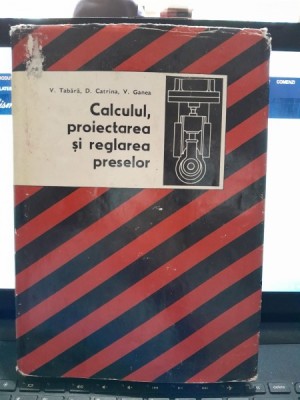 V. Tabără, D. Catrina, V. Ganea
Calculul,
proiectarea
și reglarea
preselor